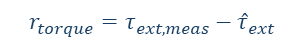 r_torque = τ_ext,meas − τ̂_ext